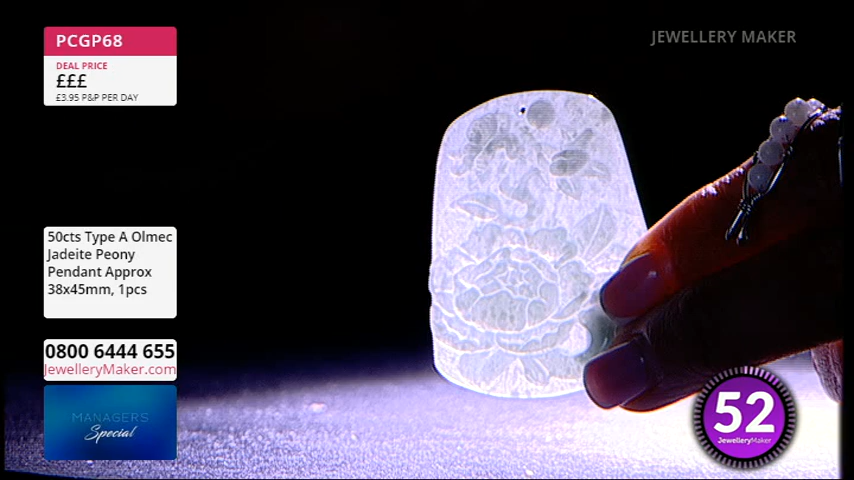 PCGP68
DEAL PRICE
£££
£3.95 P&P PER DAY
JEWELLERY MAKER
50cts Type A Olmec
Jadeite Peony
Pendant Approx
38x45mm, 1pcs
0800 6444 655
JewelleryMaker.com
MANAGERS
Special
52
JewelleryMaker